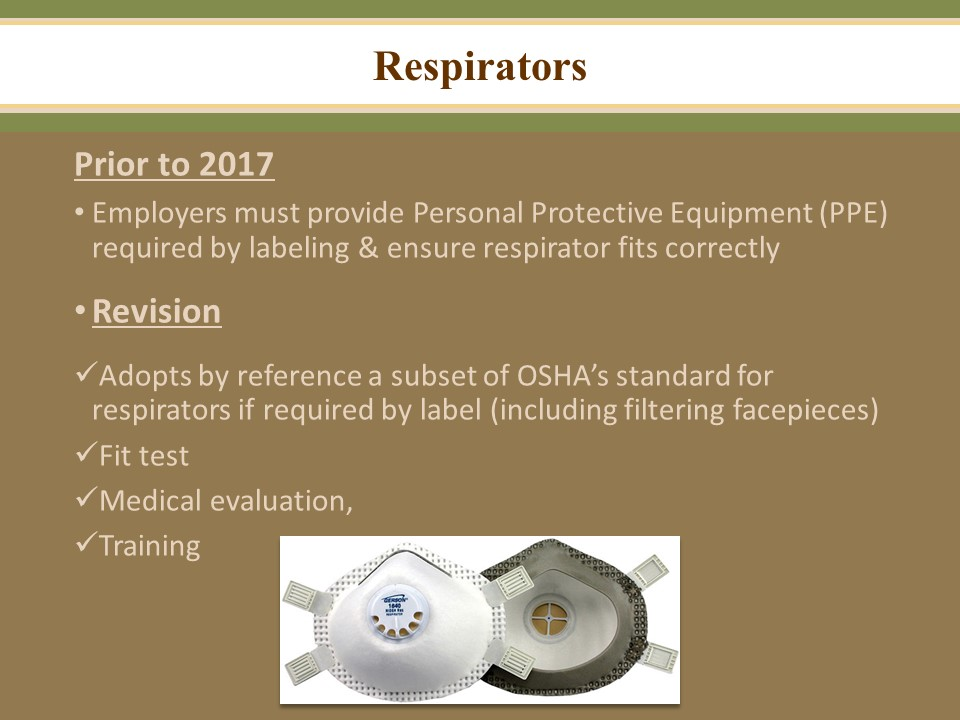 Respirators
Prior to 2017
• Employers must provide Personal Protective Equipment (PPE)
required by labeling & ensure respirator fits correctly
• Revision
✓Adopts by reference a subset of OSHA's standard for
respirators if required by label (including filtering facepieces)
✓Fit test
✓Medical evaluation,
✓Training
GERSON
1840
RESPIRATOR